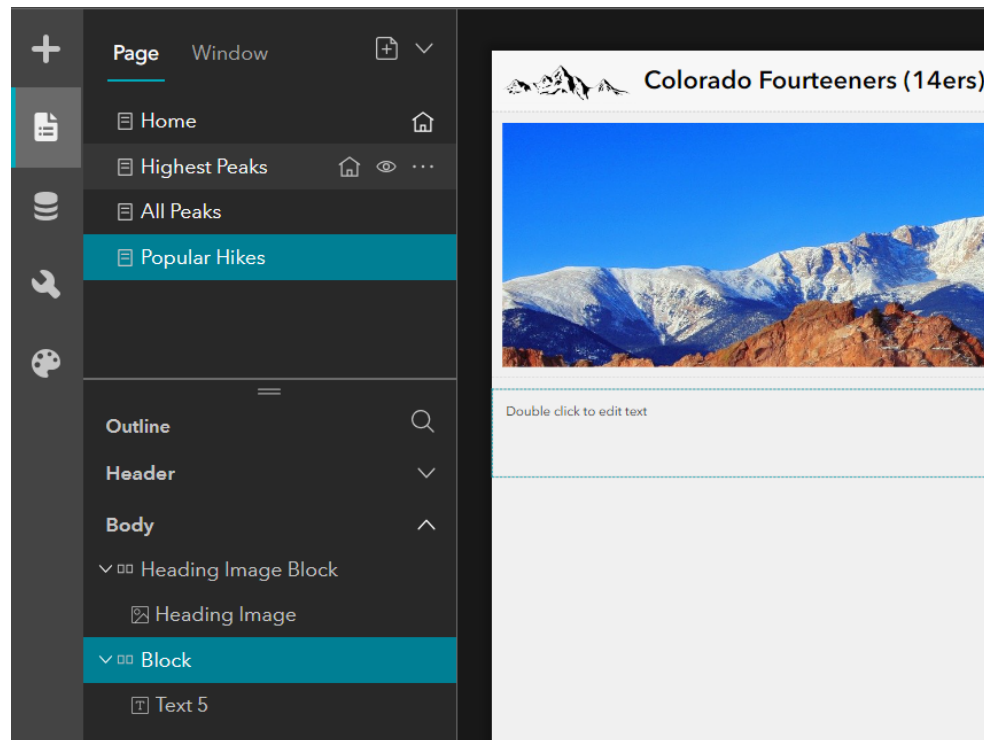 Page Window
Home
Highest Peaks
All Peaks
Popular Hikes
Outline
Header
Body
Heading Image Block
Heading Image
Block
Text 5
Colorado Fourteeners (14ers)
Double click to edit text